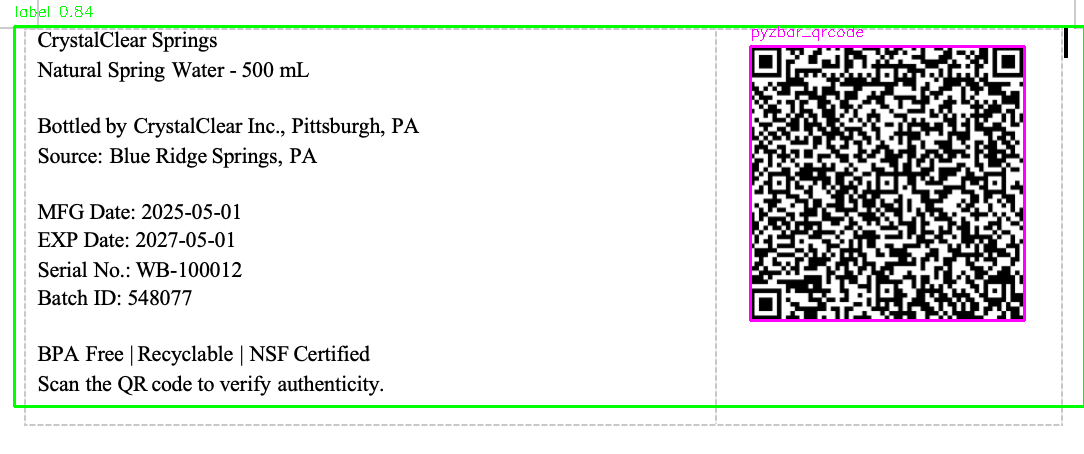 label 0.84
CrystalClear Springs
Natural Spring Water - 500 mL
Bottled by CrystalClear Inc., Pittsburgh, PA
Source: Blue Ridge Springs, PA
MFG Date: 2025-05-01
EXP Date: 2027-05-01
Serial No.: WB-100012
Batch ID: 548077
BPA Free | Recyclable | NSF Certified
Scan the QR code to verify authenticity.
pyzbar_qrcode